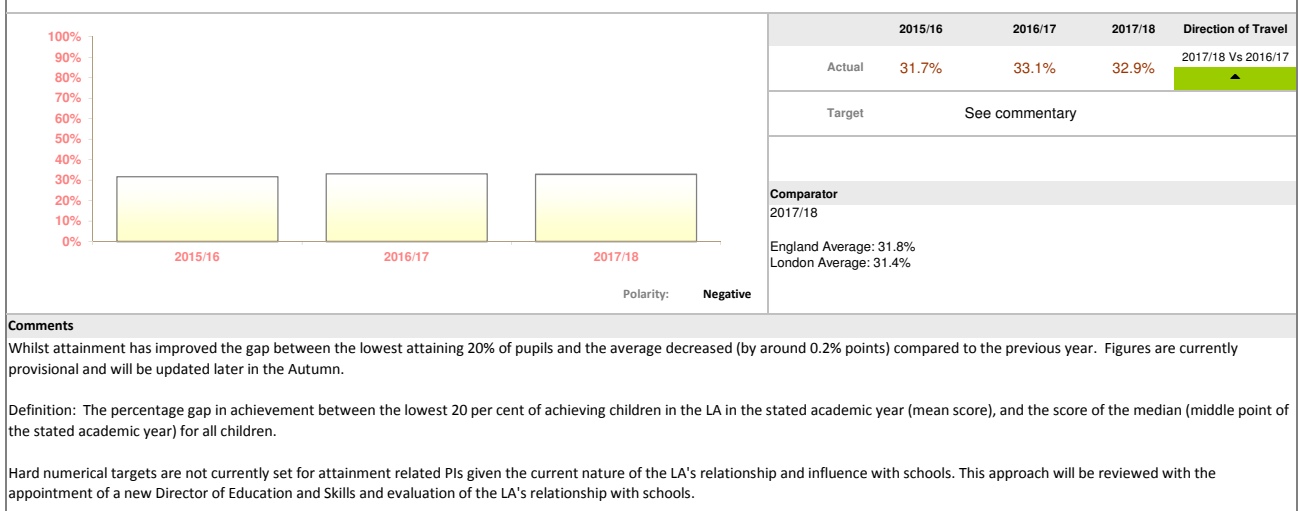 100%
90%
80%
70%
60%
50%
40%
30%
20%
10%
0%
2015/16 2016/17 2017/18
Polarity: Negative
2015/16 2016/17 2017/18 Direction of Travel
Actual 31.7% 33.1% 32.9% 2017/18 Vs 2016/17
Target See commentary
Comparator
2017/18
England Average: 31.8%
London Average: 31.4%
Comments
Whilst attainment has improved the gap between the lowest attaining 20% of pupils and the average decreased (by around 0.2% points) compared to the previous year.  Figures are currently
provisional and will be updated later in the Autumn.
Definition:  The percentage gap in achievement between the lowest 20 per cent of achieving children in the LA in the stated academic year (mean score), and the score of the median (middle point of
the stated academic year) for all children.
Hard numerical targets are not currently set for attainment related PIs given the current nature of the LA's relationship and influence with schools. This approach will be reviewed with the
appointment of a new Director of Education and Skills and evaluation of the LA's relationship with schools.